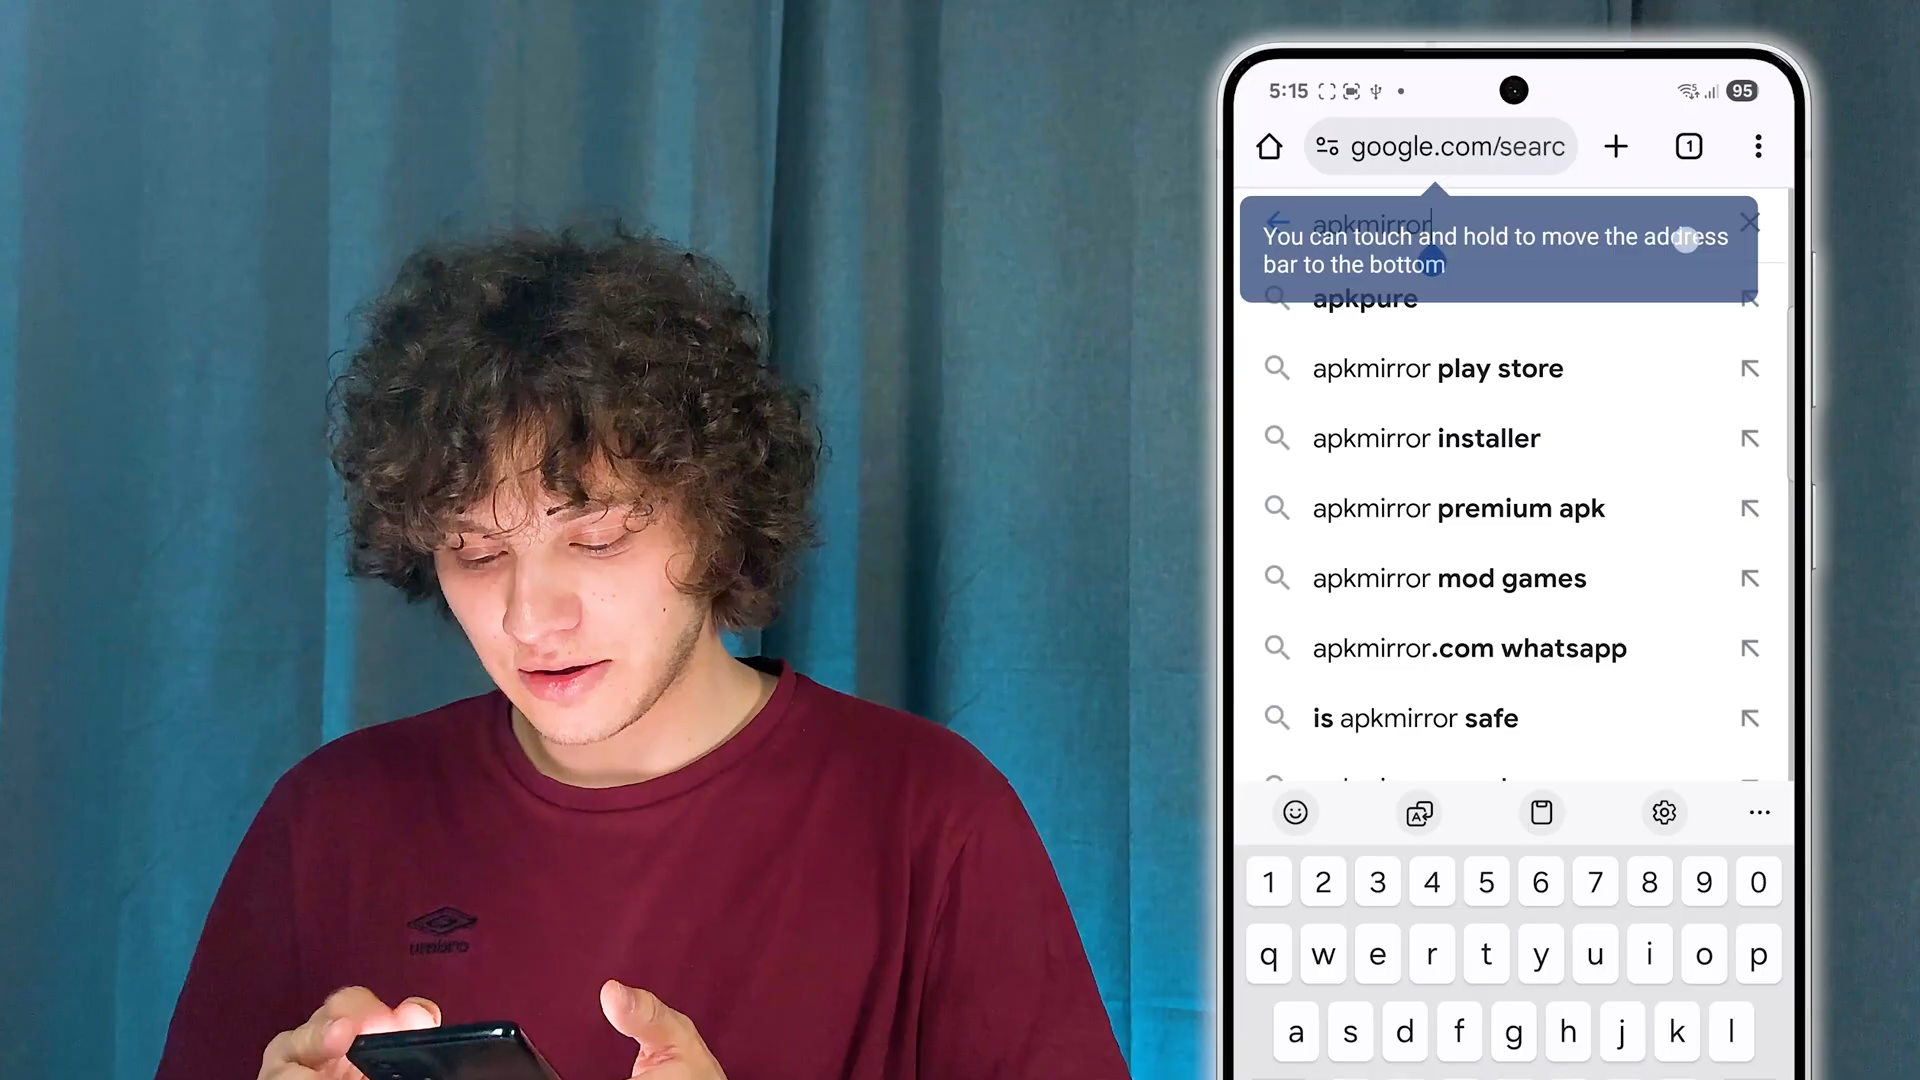 5:15
95
google.com/searc
1
apkmirror
You can touch and hold to move the address
bar to the bottom
apkpure
apkmirror play store
apkmirror installer
apkmirror premium apk
apkmirror mod games
apkmirror.com whatsapp
is apkmirror safe
1 2 3 4 5 6 7 8 9 0
q w e r t y u i o p
a s d f g h j k l
umbro